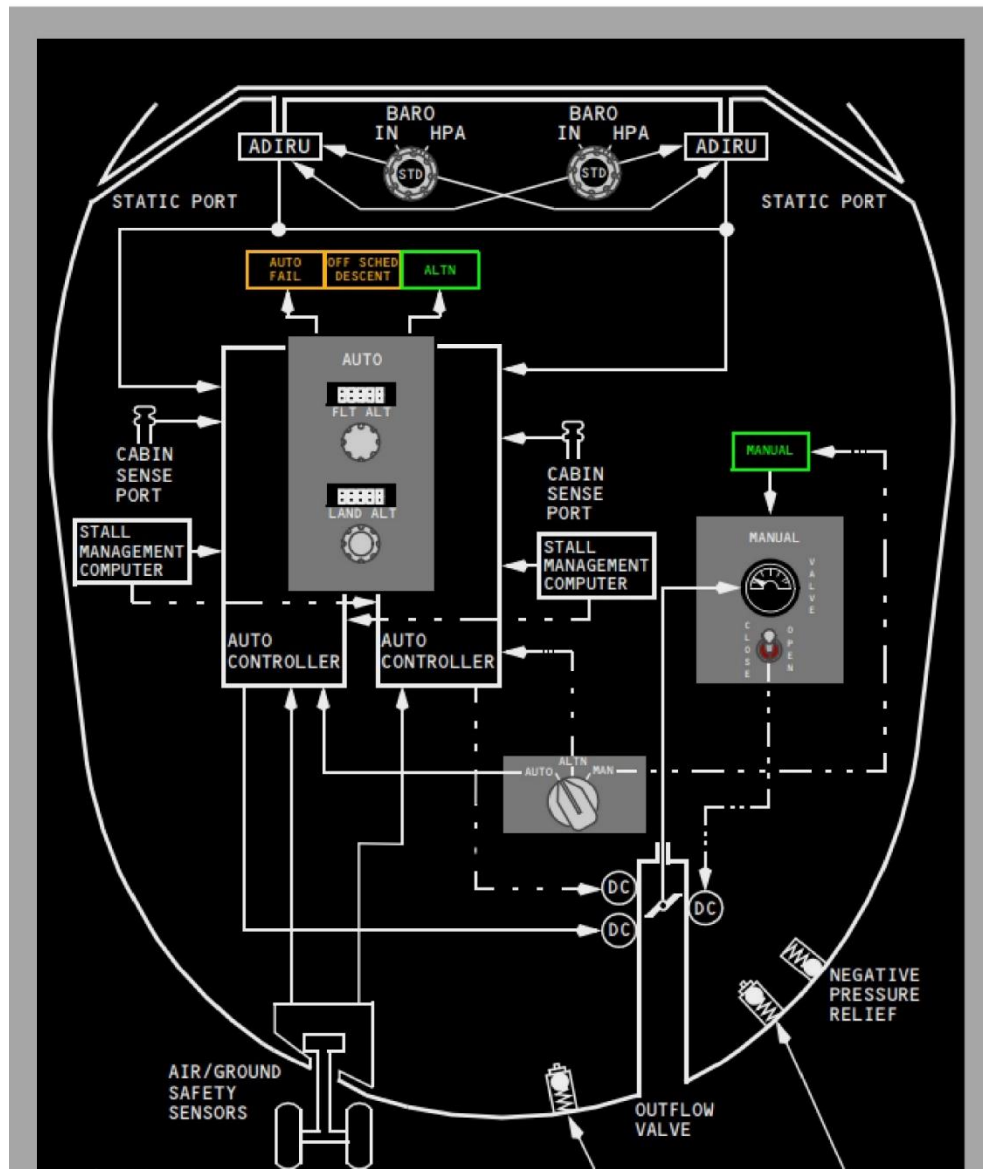 BARO
IN HPA
BARO
IN HPA
ADIRU
STD
STD
ADIRU
STATIC PORT
STATIC PORT
AUTO
FAIL
OFF SCHED
DESCENT
ALTN
AUTO
FLT ALT
LAND ALT
CABIN
SENSE
PORT
CABIN
SENSE
PORT
MANUAL
STALL
MANAGEMENT
COMPUTER
STALL
MANAGEMENT
COMPUTER
MANUAL
VALVE
CLOSE
OPEN
AUTO
CONTROLLER
AUTO
CONTROLLER
AUTO
ALTN
MAN
DC
DC
DC
NEGATIVE
PRESSURE
RELIEF
AIR/GROUND
SAFETY
SENSORS
OUTFLOW
VALVE